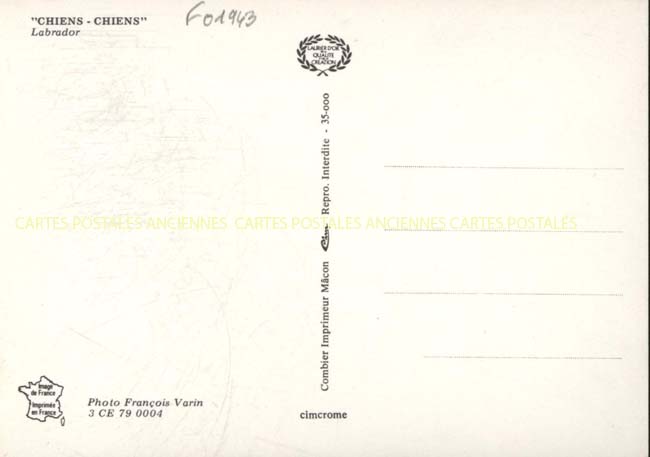 "CHIENS - CHIENS"
Labrador
F01943
LAURIER D'OR
QUALITE
CREATION
Combier Imprimeur Mâcon Cim Repro. Interdite - 35-000
CARTES POSTALES ANCIENNES CARTES POSTALES ANCIENNES CARTES POSTALES
Image
de France
Imprimée
en France
Photo François Varin
3 CE 79 0004
cimcrome